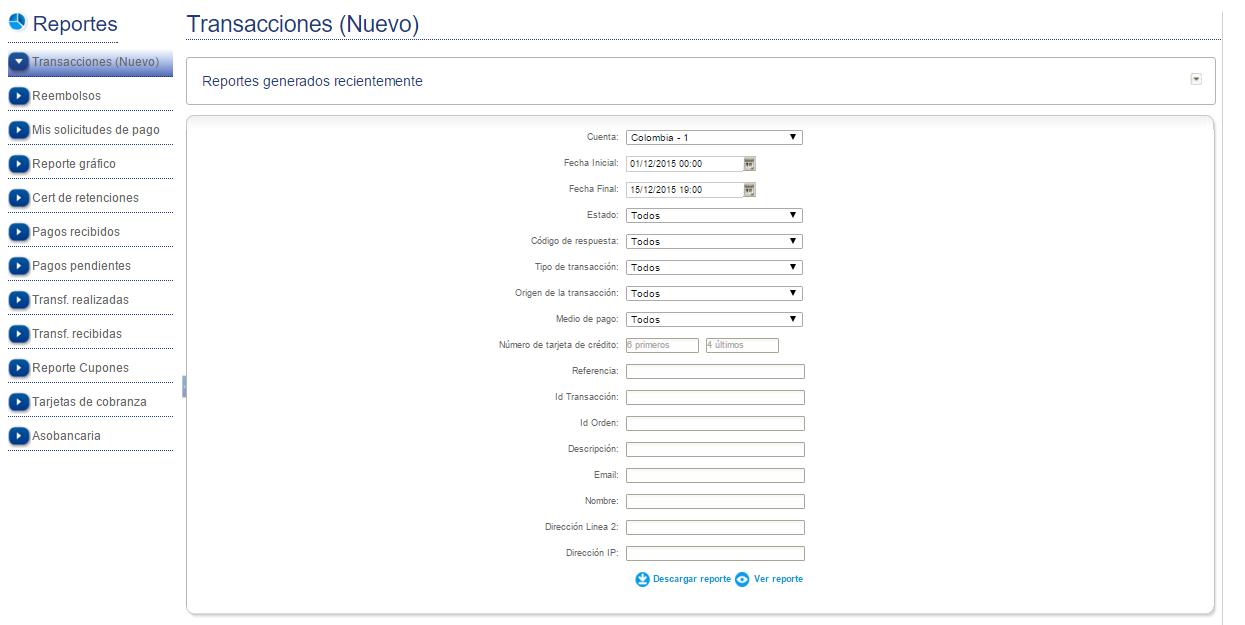 Reportes
Transacciones (Nuevo)
Reembolsos
Mis solicitudes de pago
Reporte gráfico
Cert de retenciones
Pagos recibidos
Pagos pendientes
Transf. realizadas
Transf. recibidas
Reporte Cupones
Tarjetas de cobranza
Asobancaria
Transacciones (Nuevo)
Reportes generados recientemente
Cuenta: Colombia - 1
Fecha Inicial: 01/12/2015 00:00
Fecha Final: 15/12/2015 19:00
Estado: Todos
Código de respuesta: Todos
Tipo de transacción: Todos
Origen de la transacción: Todos
Medio de pago: Todos
Número de tarjeta de crédito: 6 primeros 4 últimos
Referencia:
Id Transacción:
Id Orden:
Descripción:
Email:
Nombre:
Dirección Linea 2:
Dirección IP:
Descargar reporte Ver reporte